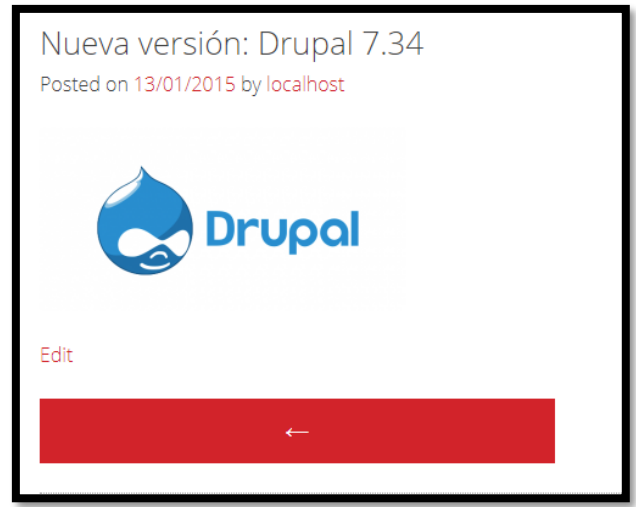 Nueva versión: Drupal 7.34
Posted on 13/01/2015 by localhost
Drupal
Edit
←